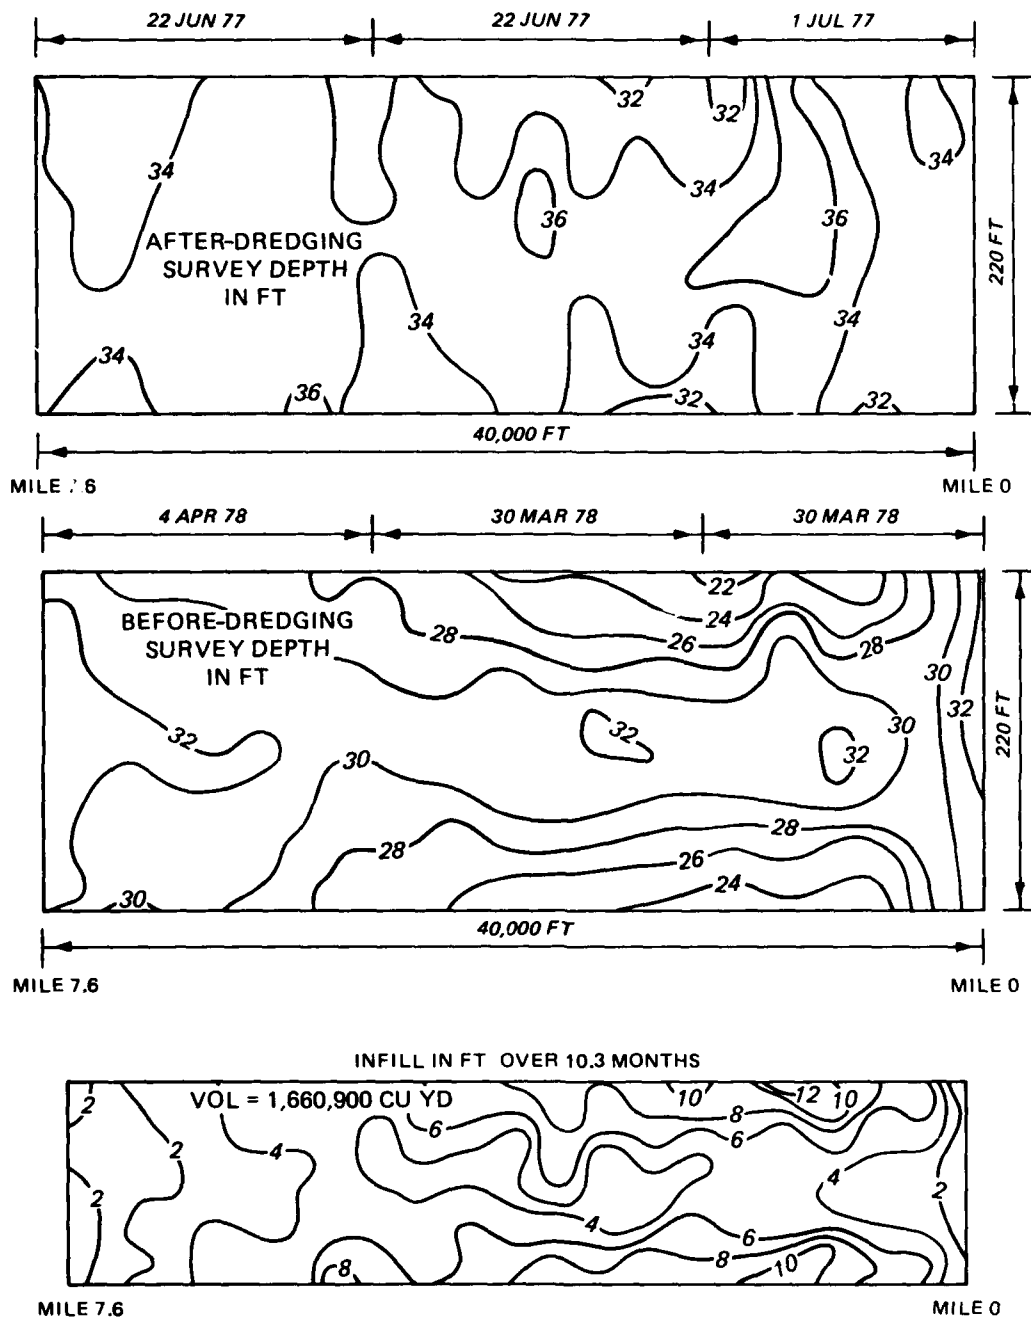 22 JUN 77 22 JUN 77 1 JUL 77
32 32
34 34 34
36 36
AFTER-DREDGING
SURVEY DEPTH
IN FT
220 FT
34 34 34
34 36 32 32
40,000 FT
MILE 7.6 MILE 0
4 APR 78 30 MAR 78 30 MAR 78
22
24
BEFORE-DREDGING
SURVEY DEPTH
IN FT
28 26 28
30
32
220 FT
32 32 30
30 32
28 28
26
30 24
40,000 FT
MILE 7.6 MILE 0
INFILL IN FT OVER 10.3 MONTHS
2 10 12 10
VOL = 1,660,900 CU YD
6 8 6
2 4 4
2 2
4 6
8 8 10
MILE 7.6 MILE 0